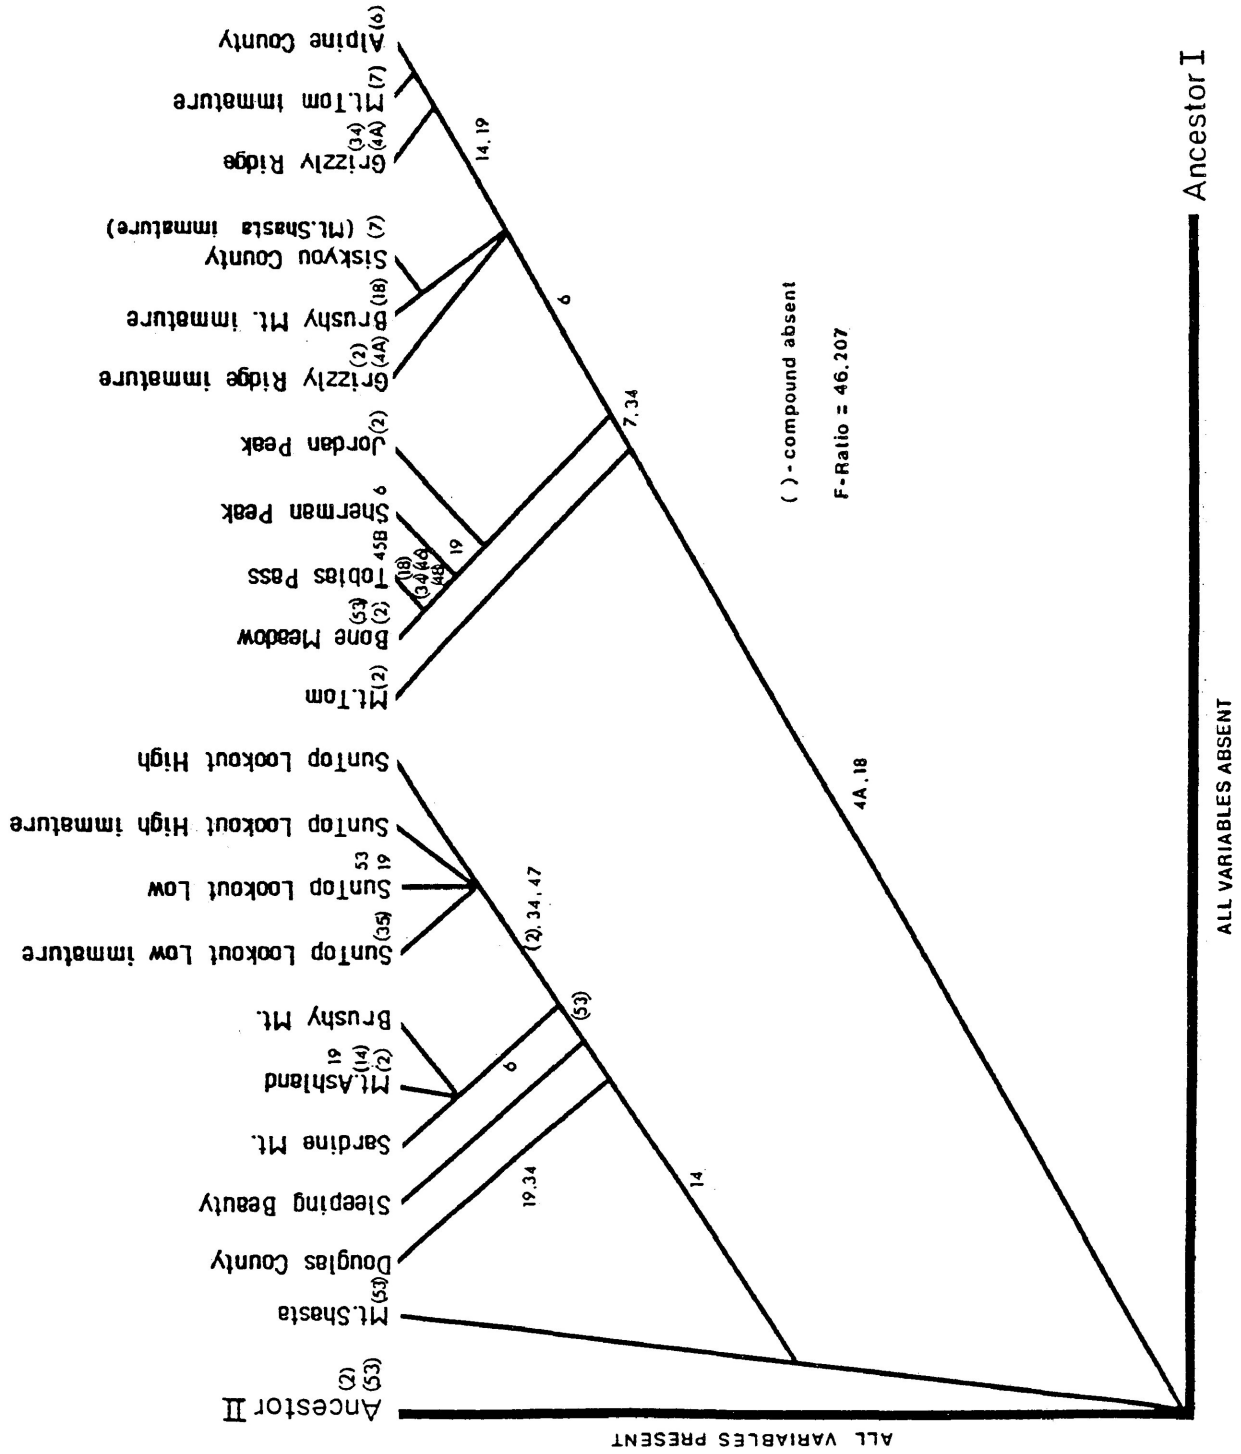 Alpine County (6)
Mt.Tom immature (7)
Grizzly Ridge (34) (4A)
Siskyou County
(Mt.Shasta immature) (7)
Brushy Mt. immature (18)
Grizzly Ridge immature (2) (4A)
Jordan Peak (2)
Sherman Peak 6
Tobias Pass 45B
(18)
(34) (46)
(48)
19
Bone Meadow (53) (2)
Mt.Tom (2)
SunTop Lookout High
SunTop Lookout High immature
SunTop Lookout Low 53 19
SunTop Lookout Low immature (35)
Brushy Mt.
Mt.Ashland 19 (14) (2)
Sardine Mt.
Sleeping Beauty
Douglas County
Mt.Shasta (53)
Ancestor II (2) (53)
14,19
6
7,34
4A,18
(2),34,47
(53)
6
19,34
14
( )-compound absent
F-Ratio = 46.207
Ancestor I
ALL VARIABLES ABSENT
ALL VARIABLES PRESENT